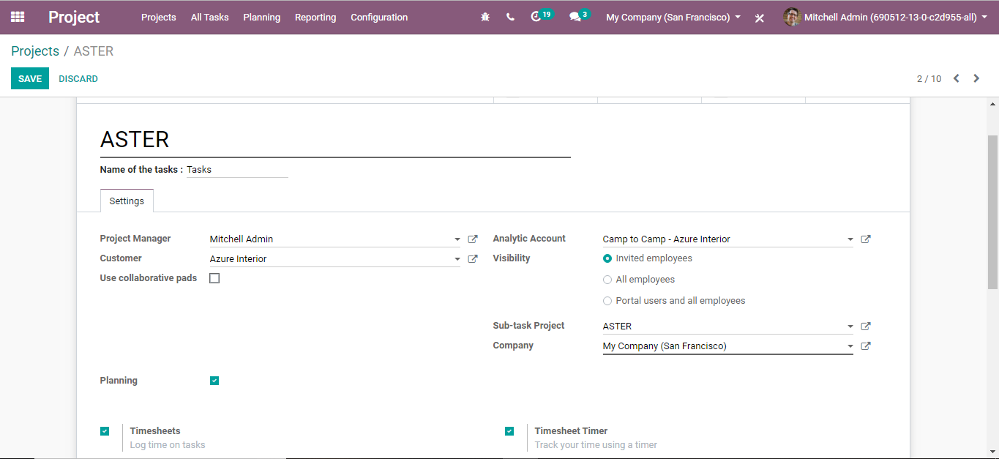 Project Projects All Tasks Planning Reporting Configuration 19 3 My Company (San Francisco) Mitchell Admin (690512-13-0-c2d955-all)
Projects / ASTER
SAVE DISCARD 2 / 10
ASTER
Name of the tasks : Tasks
Settings
Project Manager Mitchell Admin Analytic Account Camp to Camp - Azure Interior
Customer Azure Interior Visibility Invited employees
Use collaborative pads
All employees
Portal users and all employees
Sub-task Project ASTER
Company My Company (San Francisco)
Planning
Timesheets Timesheet Timer
Log time on tasks Track your time using a timer